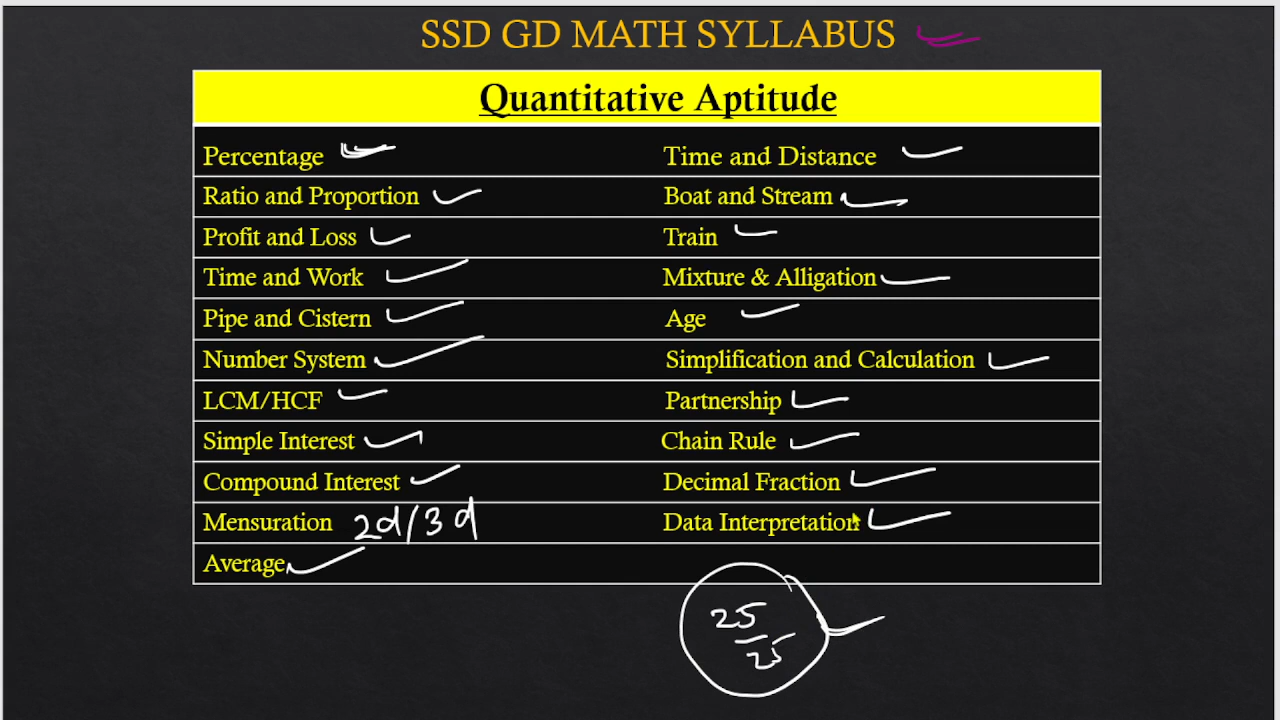 SSD GD MATH SYLLABUS
Quantitative Aptitude
Percentage Time and Distance
Ratio and Proportion Boat and Stream
Profit and Loss Train
Time and Work Mixture & Alligation
Pipe and Cistern Age
Number System Simplification and Calculation
LCM/HCF Partnership
Simple Interest Chain Rule
Compound Interest Decimal Fraction
Mensuration 2d/3d Data Interpretation
Average
25
25